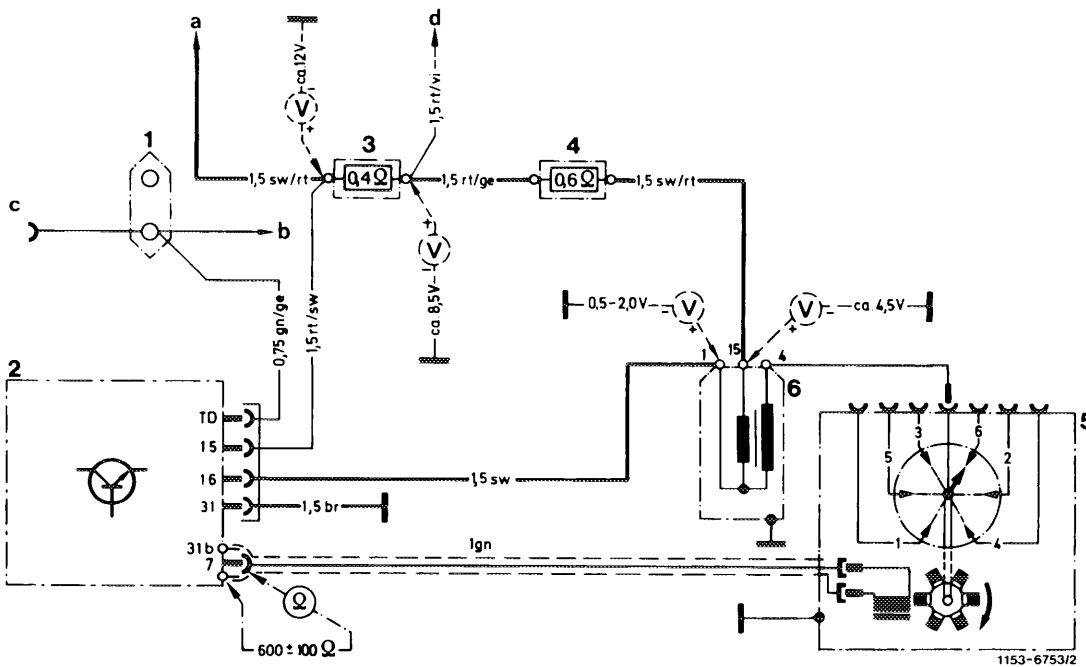 a
d
ca.12V
V
- +
1,5 rt/vi
1
3
4
1,5 sw/rt
0,4 Ω
1,5 rt/ge
0,6 Ω
1,5 sw/rt
c
b
+
V
-
ca 8,5V
0,75 gn/ge
1,5 rt/sw
0,5-2,0V
V
- +
V
+ -
ca. 4,5V
1
15
4
6
2
TD
15
16
31
1,5 sw
1,5 br
31b
7
1gn
Ω
600 ± 100 Ω
5
3
6
5
2
1
4
1153-6753/2